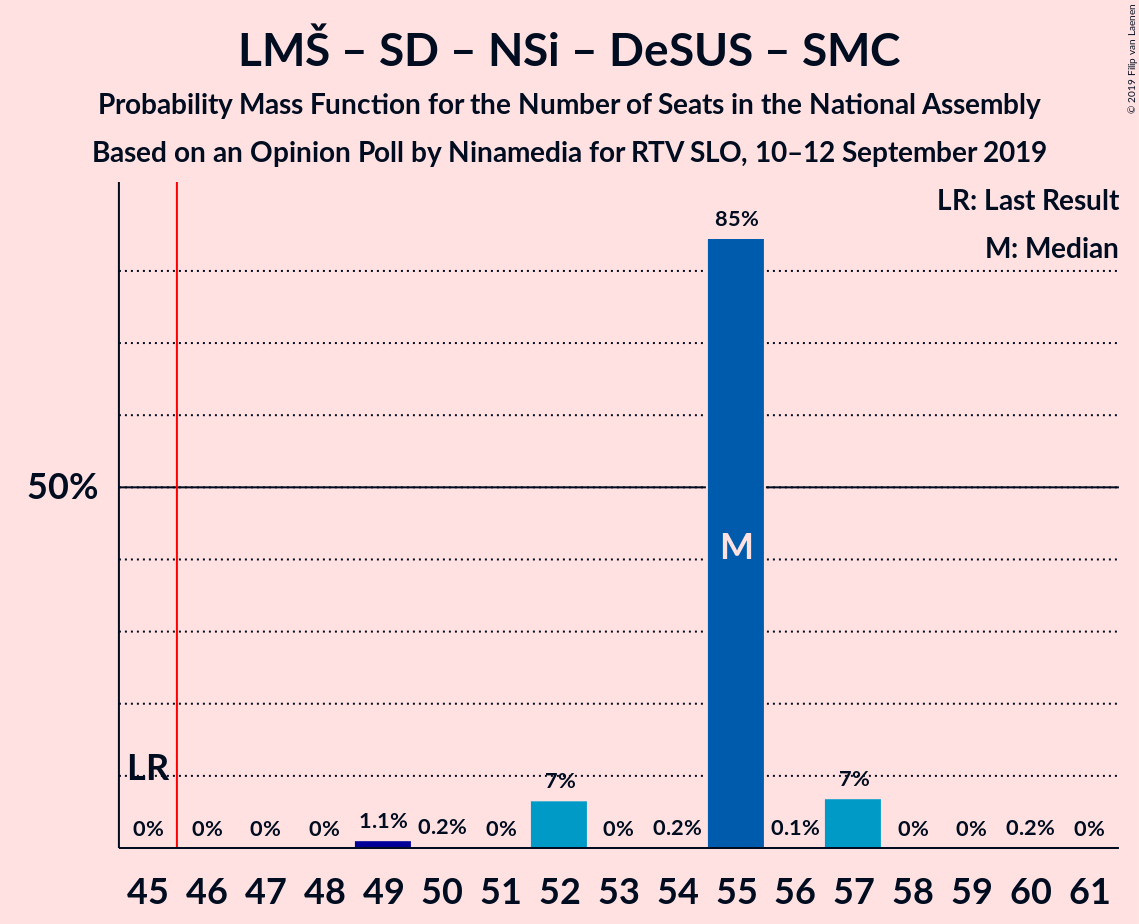 LMŠ – SD – NSi – DeSUS – SMC
Probability Mass Function for the Number of Seats in the National Assembly
Based on an Opinion Poll by Ninamedia for RTV SLO, 10–12 September 2019
© 2019 Filip van Laenen
LR: Last Result
M: Median
50%
LR
M
0% 0% 0% 0% 1.1% 0.2% 0% 7% 0% 0.2% 85% 0.1% 7% 0% 0% 0.2% 0%
45 46 47 48 49 50 51 52 53 54 55 56 57 58 59 60 61